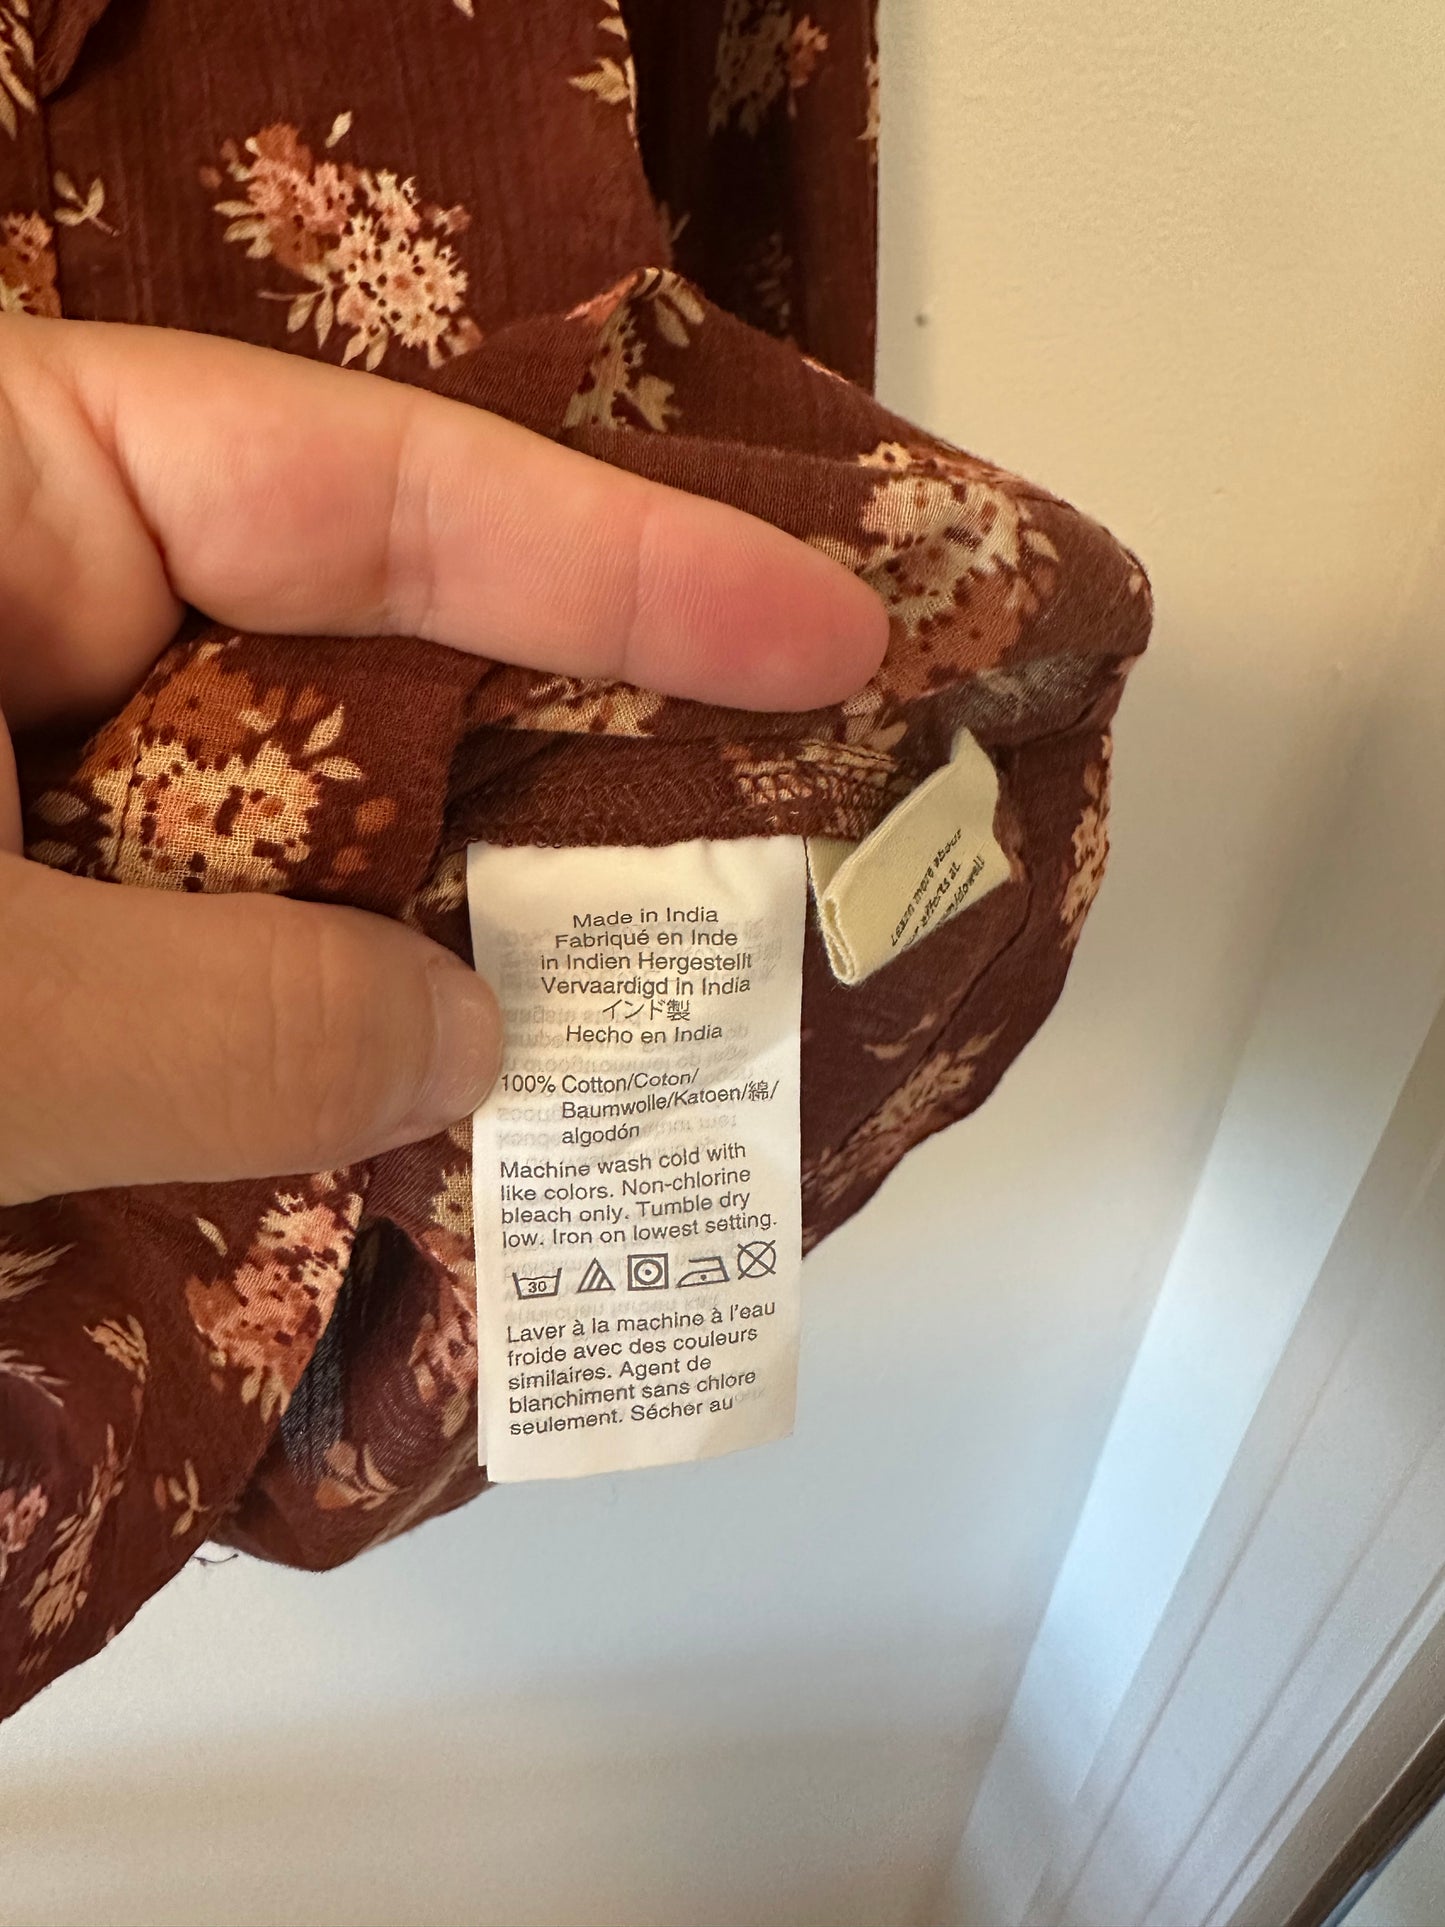 Made in India
Fabriqué en Inde
in Indien Hergestellt
Vervaardigd in India
インド製
Hecho en India
100% Cotton/Coton/
Baumwolle/Katoen/綿/
algodón
Machine wash cold with
like colors. Non-chlorine
bleach only. Tumble dry
low. Iron on lowest setting.
30
Laver à la machine à l'eau
froide avec des couleurs
similaires. Agent de
blanchiment sans chlore
seulement. Sécher au
more about
at